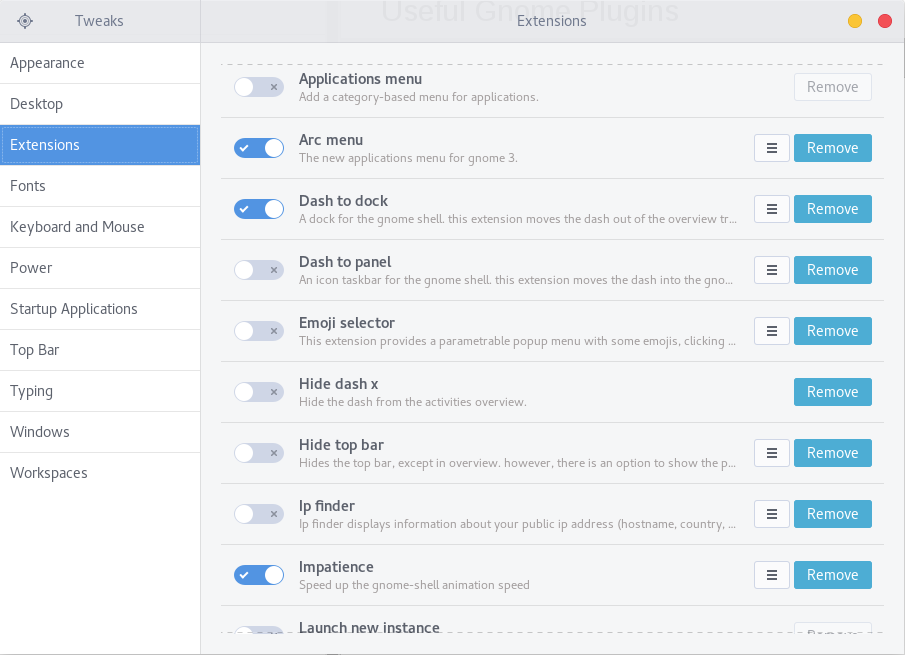 Useful Gnome Plugins
Tweaks
Extensions
Appearance
Desktop
Extensions
Fonts
Keyboard and Mouse
Power
Startup Applications
Top Bar
Typing
Windows
Workspaces
Applications menu
Add a category-based menu for applications.
Remove
Arc menu
The new applications menu for gnome 3.
Remove
Dash to dock
A dock for the gnome shell. this extension moves the dash out of the overview tr...
Remove
Dash to panel
An icon taskbar for the gnome shell. this extension moves the dash into the gno...
Remove
Emoji selector
This extension provides a parametrable popup menu with some emojis, clicking ...
Remove
Hide dash x
Hide the dash from the activities overview.
Remove
Hide top bar
Hides the top bar, except in overview. however, there is an option to show the p...
Remove
Ip finder
Ip finder displays information about your public ip address (hostname, country, ...
Remove
Impatience
Speed up the gnome-shell animation speed
Remove
Launch new instance